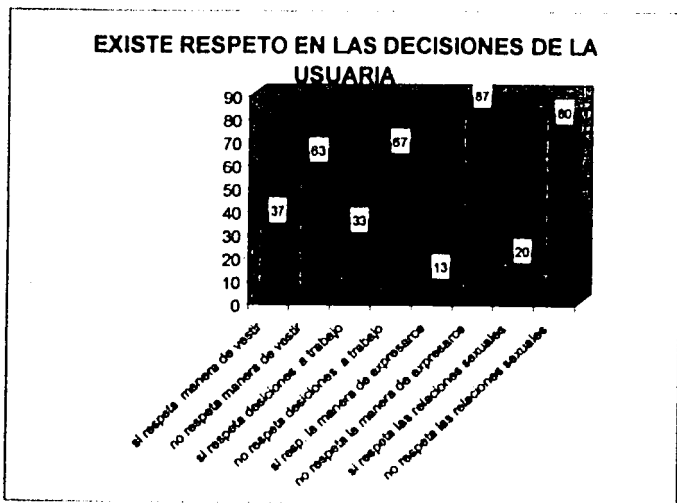 EXISTE RESPETO EN LAS DECISIONES DE LA
USUARIA
90
80
70
60
50
40
30
20
10
0
37
63
33
67
13
87
20
80
si respeta manera de vestir
no respeta manera de vestir
si respeta desiciones a trabajo
no respeta desiciones a trabajo
si resp. la manera de expresaros
no respeta la manera de expresaros
si respeta las relaciones sexuales
no respeta las relaciones sexuales